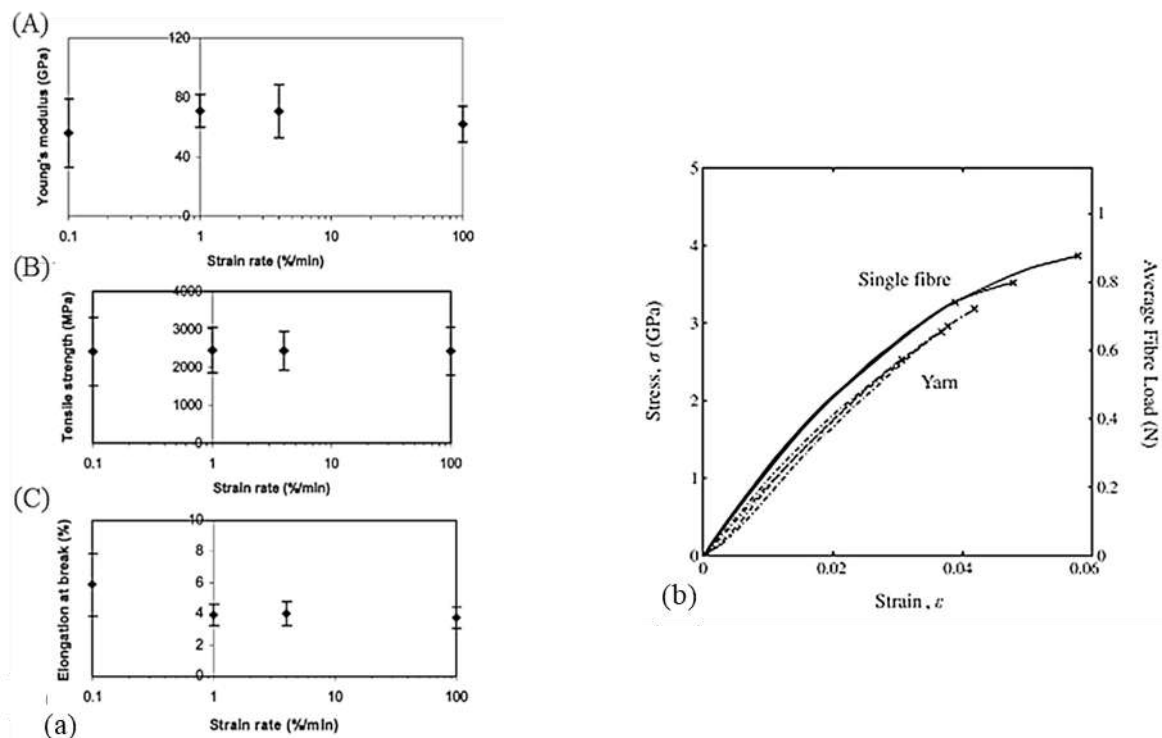 (A)
Young's modulus (GPa)
120
80
40
0
0.1 1 10 100
Strain rate (%/min)
(B)
Tensile strength (MPa)
4000
3000
2000
1000
0
0.1 1 10 100
Strain rate (%/min)
(C)
Elongation at break (%)
10
8
6
4
2
0
0.1 1 10 100
Strain rate (%/min)
(a)
Stress, σ (GPa)
5
4
3
2
1
0
Single fibre
Yarn
1
0.8
0.6
0.4
0.2
0
Average Fibre Load (N)
0 0.02 0.04 0.06
Strain, ε
(b)